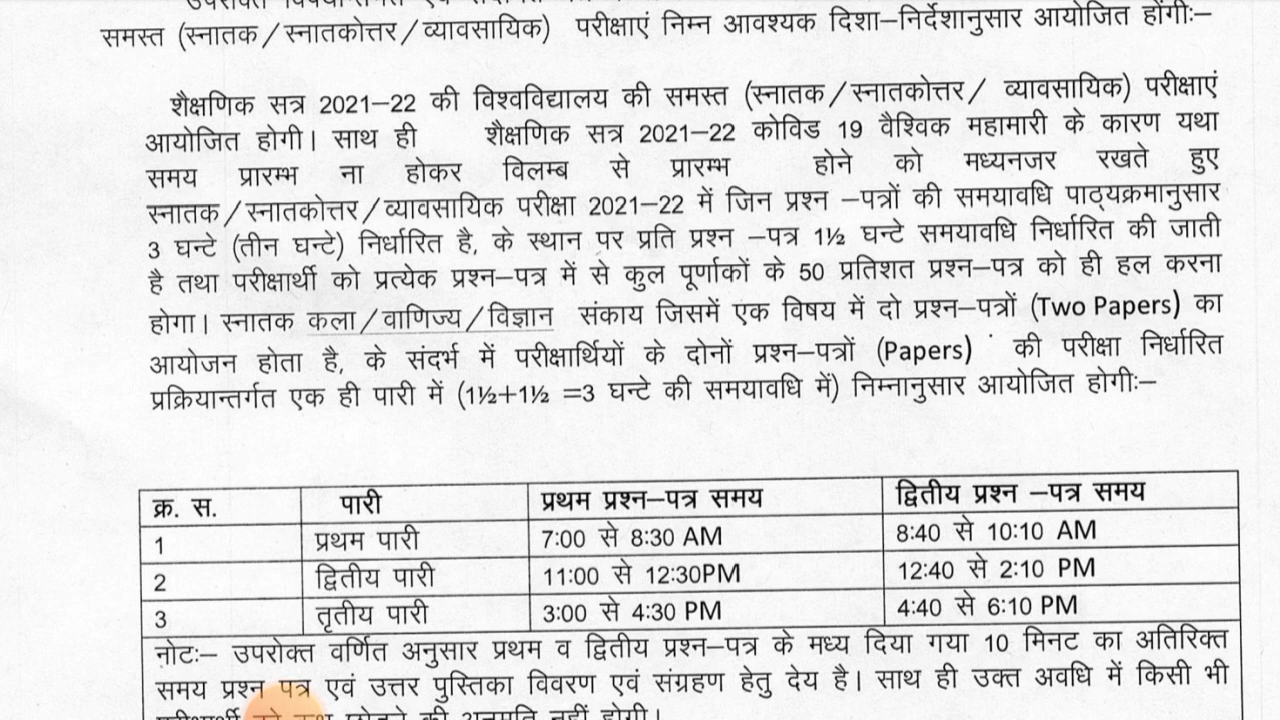 समस्त (स्नातक/स्नातकोत्तर/व्यावसायिक) परीक्षाएं निम्न आवश्यक दिशा–निर्देशानुसार आयोजित होंगीः–
शैक्षणिक सत्र 2021–22 की विश्वविद्यालय की समस्त (स्नातक/स्नातकोत्तर/ व्यावसायिक) परीक्षाएं
आयोजित होगी। साथ ही शैक्षणिक सत्र 2021–22 कोविड 19 वैश्विक महामारी के कारण यथा
समय प्रारम्भ ना होकर विलम्ब से प्रारम्भ होने को मध्यनजर रखते हुए
स्नातक/स्नातकोत्तर/व्यावसायिक परीक्षा 2021–22 में जिन प्रश्न –पत्रों की समयावधि पाठ्यक्रमानुसार
3 घन्टे (तीन घन्टे) निर्धारित है, के स्थान पर प्रति प्रश्न –पत्र 1½ घन्टे समयावधि निर्धारित की जाती
है तथा परीक्षार्थी को प्रत्येक प्रश्न–पत्र में से कुल पूर्णाकों के 50 प्रतिशत प्रश्न–पत्र को ही हल करना
होगा। स्नातक कला/वाणिज्य/विज्ञान संकाय जिसमें एक विषय में दो प्रश्न–पत्रों (Two Papers) का
आयोजन होता है, के संदर्भ में परीक्षार्थियों के दोनों प्रश्न–पत्रों (Papers) की परीक्षा निर्धारित
प्रक्रियान्तर्गत एक ही पारी में (1½+1½ =3 घन्टे की समयावधि में) निम्नानुसार आयोजित होगीः–
क्र. स. पारी प्रथम प्रश्न–पत्र समय द्वितीय प्रश्न –पत्र समय
1 प्रथम पारी 7:00 से 8:30 AM 8:40 से 10:10 AM
2 द्वितीय पारी 11:00 से 12:30PM 12:40 से 2:10 PM
3 तृतीय पारी 3:00 से 4:30 PM 4:40 से 6:10 PM
नोटः– उपरोक्त वर्णित अनुसार प्रथम व द्वितीय प्रश्न–पत्र के मध्य दिया गया 10 मिनट का अतिरिक्त
समय प्रश्न पत्र एवं उत्तर पुस्तिका विवरण एवं संग्रहण हेतु देय है। साथ ही उक्त अवधि में किसी भी
की अनुमति नहीं होगी।